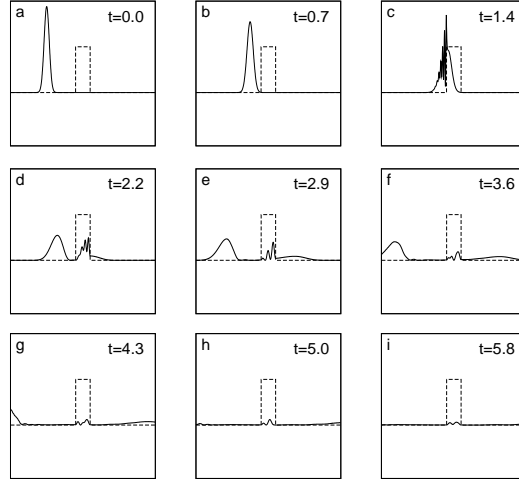 a t=0.0
b t=0.7
c t=1.4
d t=2.2
e t=2.9
f t=3.6
g t=4.3
h t=5.0
i t=5.8